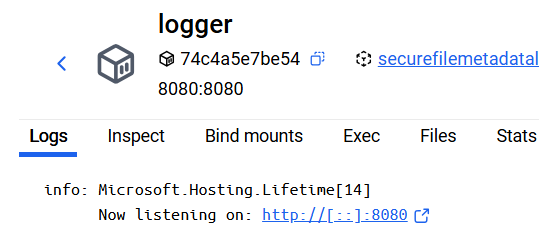 logger
74c4a5e7be54 securefilemetadatal
8080:8080
Logs Inspect Bind mounts Exec Files Stats
info: Microsoft.Hosting.Lifetime[14]
Now listening on: http://[::]:8080